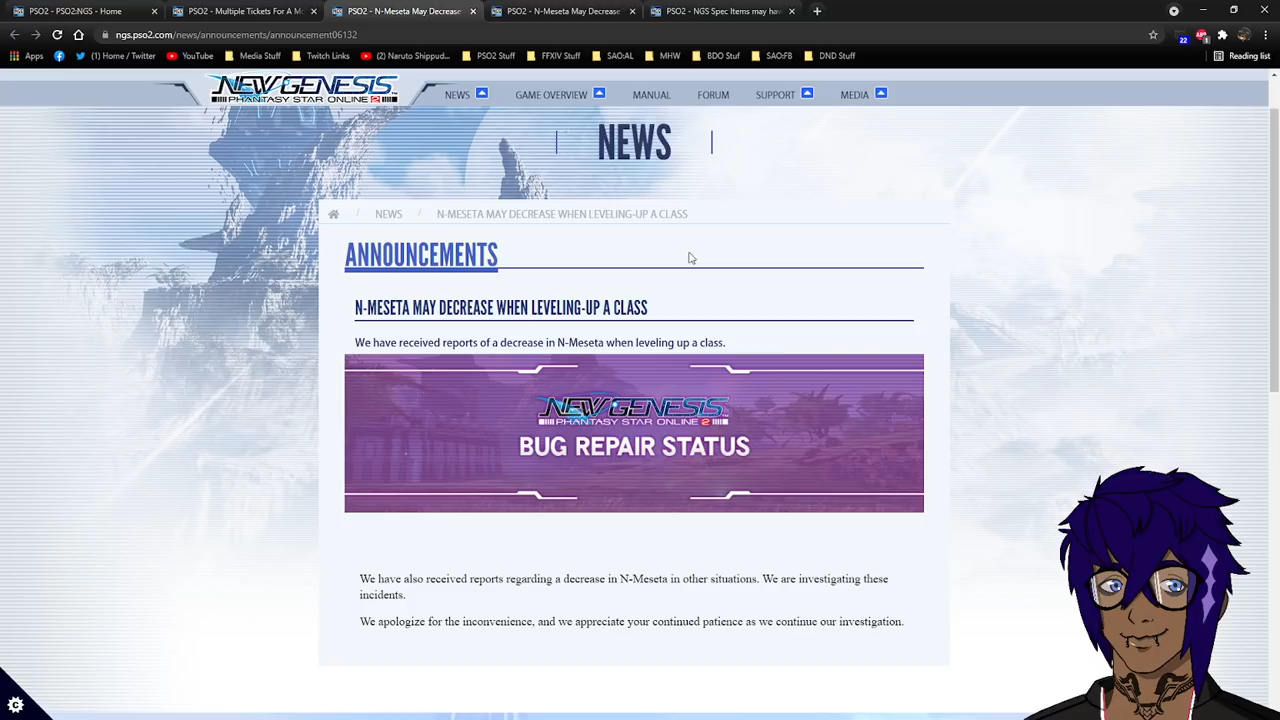 PSO2 - PSO2:NGS - Home
PSO2 - Multiple Tickets For A M
PSO2 - N-Meseta May Decrease
PSO2 - N-Meseta May Decrease
PSO2 - NGS Spec Items may hav
ngs.pso2.com/news/announcements/announcement06132
22
1
Apps
(1) Home / Twitter
YouTube
Media Stuff
Twitch Links
(2) Naruto Shippud...
PSO2 Stuff
FFXIV Stuff
SAO:AL
MHW
BDO Stuf
SAO:FB
DND Stuff
Reading list
NEW GENESIS
PHANTASY STAR ONLINE 2
NEWS
GAME OVERVIEW
MANUAL
FORUM
SUPPORT
MEDIA
NEWS
NEWS / N-MESETA MAY DECREASE WHEN LEVELING-UP A CLASS
ANNOUNCEMENTS
N-MESETA MAY DECREASE WHEN LEVELING-UP A CLASS
We have received reports of a decrease in N-Meseta when leveling up a class.
NEW GENESIS
PHANTASY STAR ONLINE 2
BUG REPAIR STATUS
We have also received reports regarding a decrease in N-Meseta in other situations. We are investigating these
incidents.
We apologize for the inconvenience, and we appreciate your continued patience as we continue our investigation.